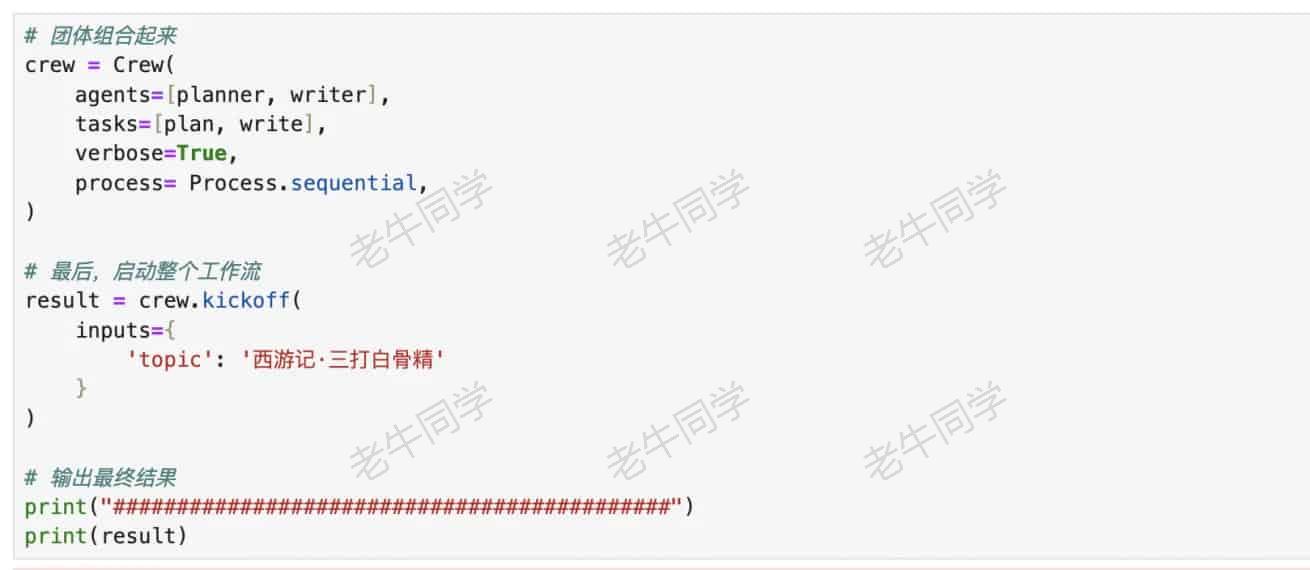 # 团体组合起来
crew = Crew(
    agents=[planner, writer],
    tasks=[plan, write],
    verbose=True,
    process= Process.sequential,
)

# 最后，启动整个工作流
result = crew.kickoff(
    inputs={
        'topic': '西游记·三打白骨精'
    }
)

# 输出最终结果
print("############################################")
print(result)
老牛同学 老牛同学 老牛同学
老牛同学 老牛同学 老牛同学